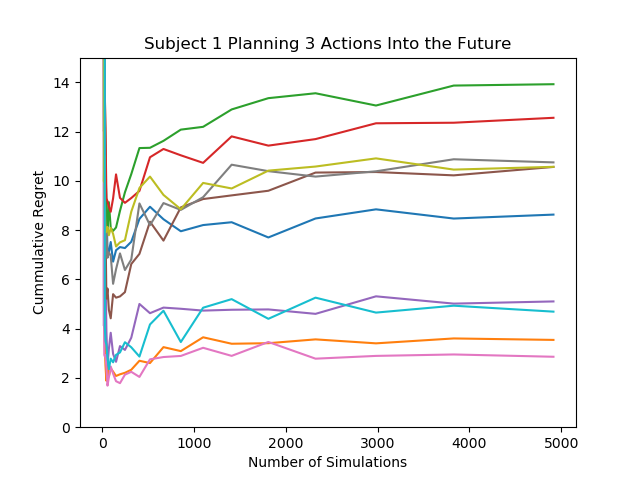 Subject 1 Planning 3 Actions Into the Future
14
12
10
8
6
4
2
0
Cummulative Regret
0 1000 2000 3000 4000 5000
Number of Simulations